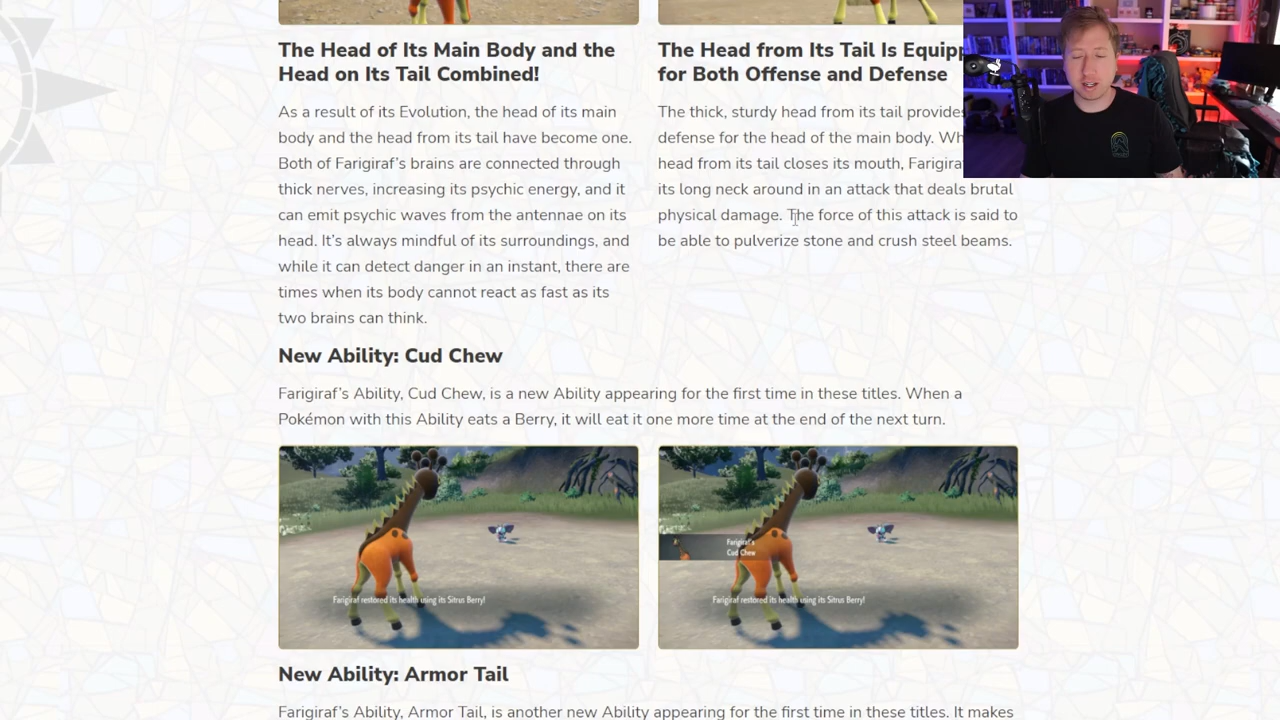 The Head of Its Main Body and the
Head on Its Tail Combined!
As a result of its Evolution, the head of its main
body and the head from its tail have become one.
Both of Farigiraf's brains are connected through
thick nerves, increasing its psychic energy, and it
can emit psychic waves from the antennae on its
head. It's always mindful of its surroundings, and
while it can detect danger in an instant, there are
times when its body cannot react as fast as its
two brains can think.
The Head from Its Tail Is
for Both Offense and Defense
The thick, sturdy head from its tail provides
defense for the head of the main body.
head from its tail closes its mouth,
its long neck around in an attack that deals brutal
physical damage. The force of this attack is said to
be able to pulverize stone and crush steel beams.
New Ability: Cud Chew
Farigiraf's Ability, Cud Chew, is a new Ability appearing for the first time in these titles. When a
Pokémon with this Ability eats a Berry, it will eat it one more time at the end of the next turn.
Farigiraf restored its health using its Sitrus Berry!
Farigiraf's
Cud Chew
Farigiraf restored its health using its Sitrus Berry!
New Ability: Armor Tail
Farigiraf's Ability, Armor Tail, is another new Ability appearing for the first time in these titles. It makes